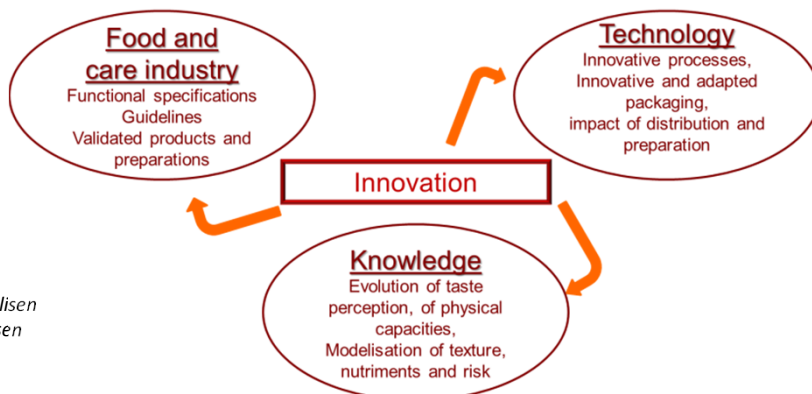 Food and
care industry
Functional specifications
Guidelines
Validated products and
preparations
Technology
Innovative processes,
Innovative and adapted
packaging,
impact of distribution and
preparation
Innovation
Knowledge
Evolution of taste
perception, of physical
capacities,
Modelisation of texture,
nutriments and risk